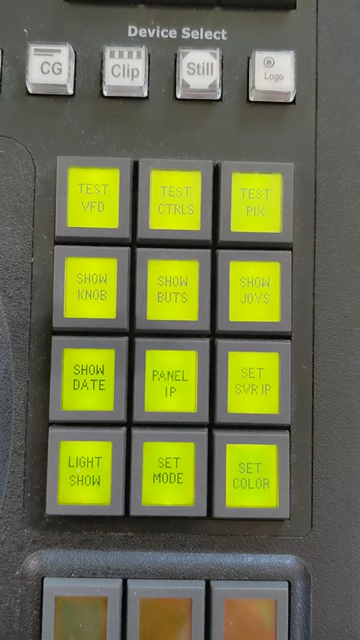 Device Select
CG
Clip
Still
Logo
TEST
VFD
TEST
CTRLS
TEST
PIX
SHOW
KNOB
SHOW
BUTS
SHOW
JOYS
SHOW
DATE
PANEL
IP
SET
SVR IP
LIGHT
SHOW
SET
MODE
SET
COLOR